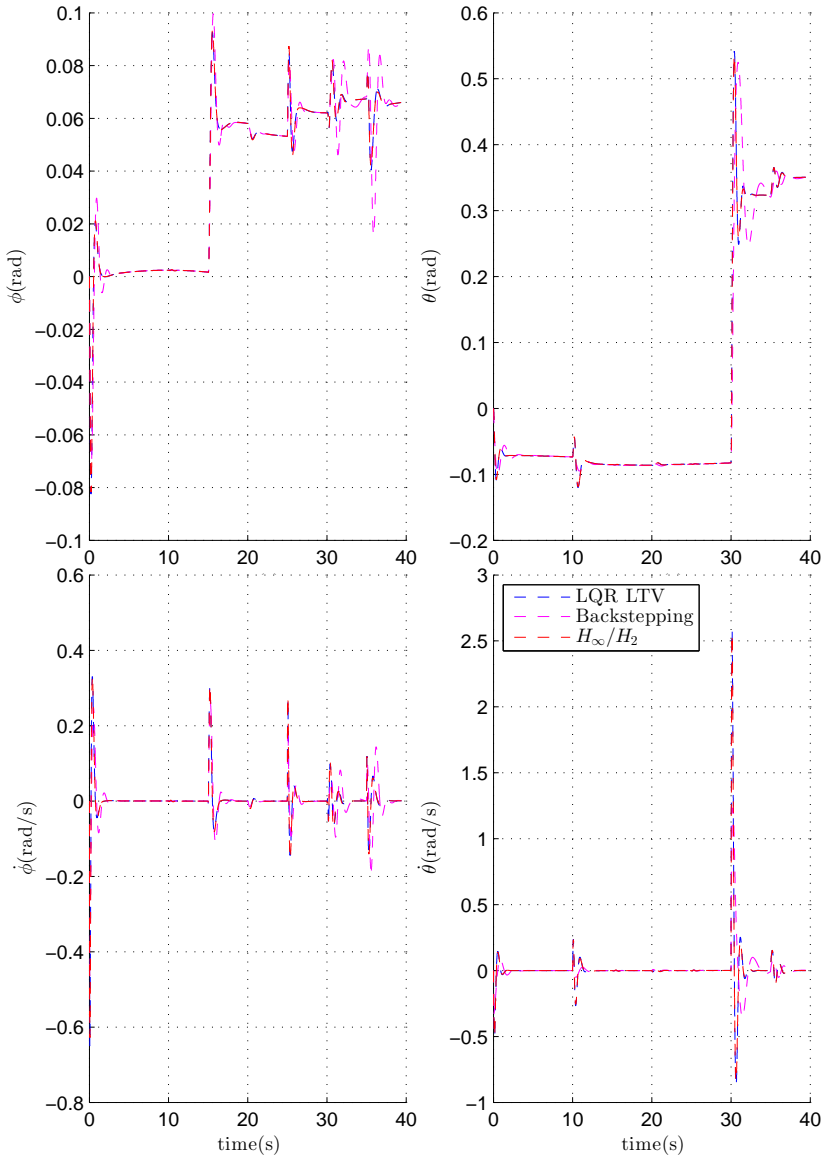 0.1
0.08
0.06
0.04
0.02
0
−0.02
−0.04
−0.06
−0.08
−0.1
0 10 20 30 40
ϕ(rad)
0.6
0.5
0.4
0.3
0.2
0.1
0
−0.1
−0.2
0 10 20 30 40
θ(rad)
0.6
0.4
0.2
0
−0.2
−0.4
−0.6
−0.8
0 10 20 30 40
ϕ̇(rad/s)
time(s)
3
2.5
2
1.5
1
0.5
0
−0.5
−1
0 10 20 30 40
θ̇(rad/s)
time(s)
LQR LTV
Backstepping
H∞/H2